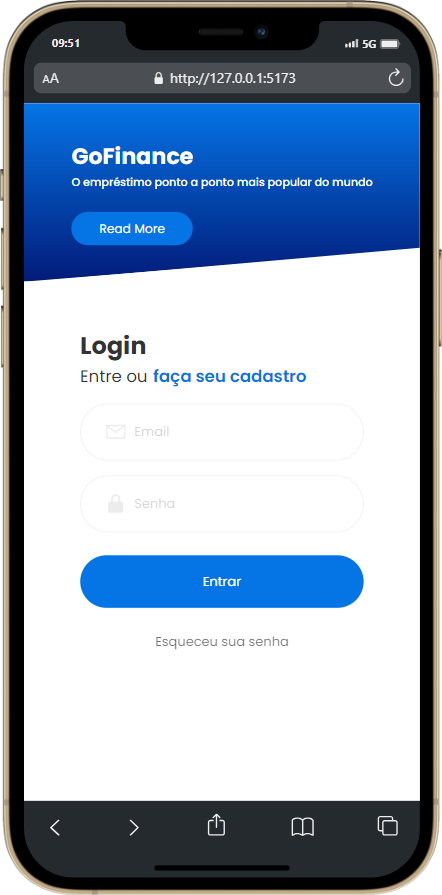 09:51
5G
AA
http://127.0.0.1:5173
GoFinance
O empréstimo ponto a ponto mais popular do mundo
Read More
Login
Entre ou faça seu cadastro
Email
Senha
Entrar
Esqueceu sua senha